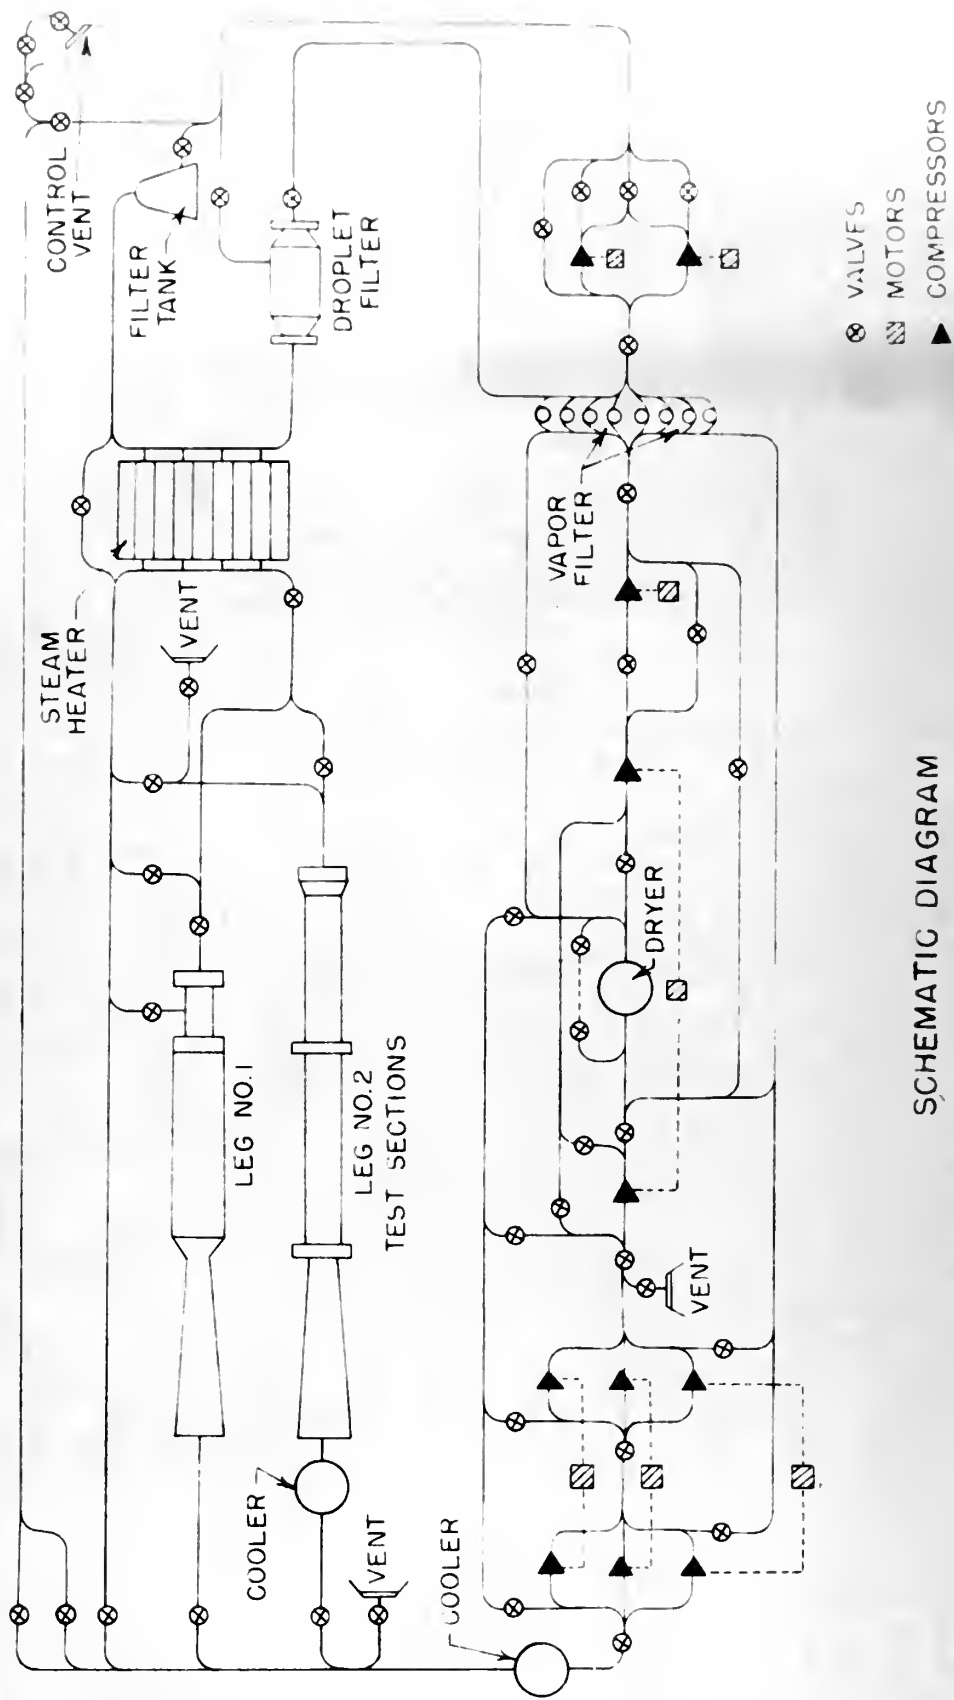 CONTROL
VENT
FILTER
TANK
DROPLET
FILTER
STEAM
HEATER
VENT
LEG NO.1
LEG NO.2
TEST SECTIONS
COOLER
VENT
COOLER
VAPOR
FILTER
DRYER
VENT
VALVES
MOTORS
COMPRESSORS
SCHEMATIC DIAGRAM